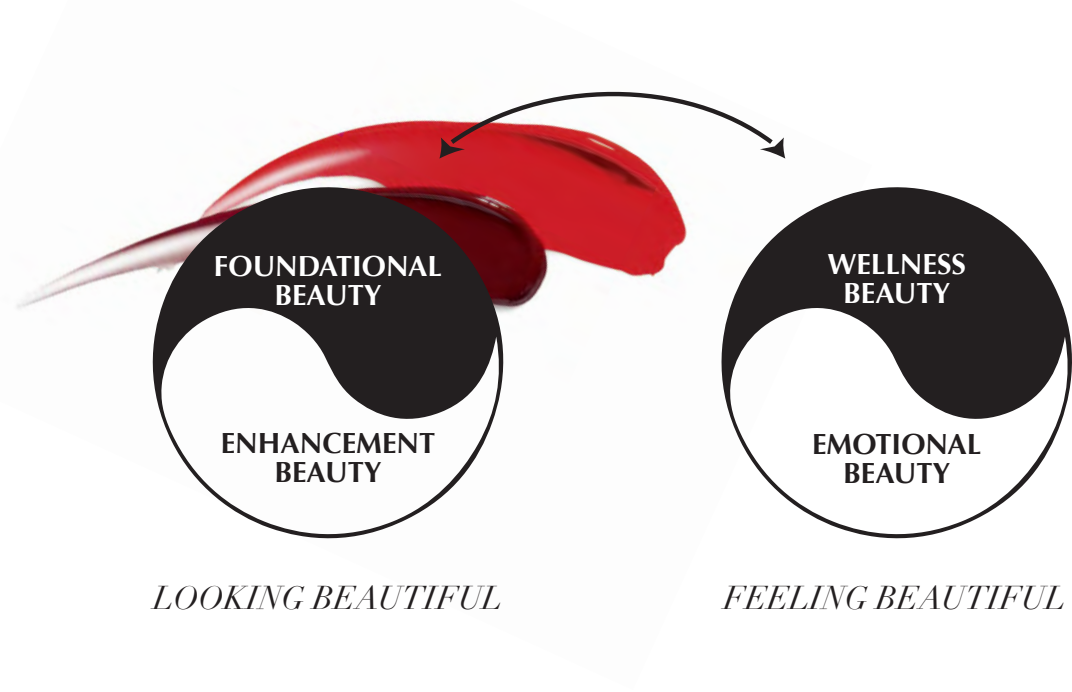 FOUNDATIONAL
BEAUTY
ENHANCEMENT
BEAUTY
LOOKING BEAUTIFUL
WELLNESS
BEAUTY
EMOTIONAL
BEAUTY
FEELING BEAUTIFUL